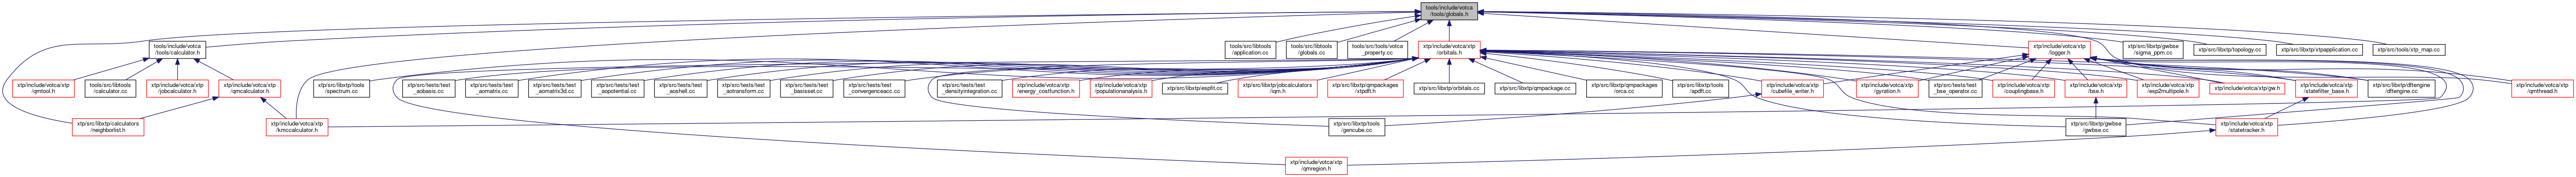 tools/include/votca
/tools/globals.h
tools/include/votca
/tools/calculator.h
tools/src/libtools
/application.cc
tools/src/libtools
/globals.cc
tools/src/tools/votca
_property.cc
xtp/include/votca/xtp
/orbitals.h
xtp/include/votca/xtp
/logger.h
xtp/src/libxtp/gwbse
/sigma_ppm.cc
xtp/src/libxtp/topology.cc
xtp/src/libxtp/xtpapplication.cc
xtp/src/tools/xtp_map.cc
xtp/include/votca/xtp
/qmtool.h
tools/src/libtools
/calculator.cc
xtp/include/votca/xtp
/jobcalculator.h
xtp/include/votca/xtp
/qmcalculator.h
xtp/src/libxtp/tools
/spectrum.cc
xtp/src/tests/test
_aobasis.cc
xtp/src/tests/test
_aomatrix.cc
xtp/src/tests/test
_aomatrix3d.cc
xtp/src/tests/test
_aopotential.cc
xtp/src/tests/test
_aoshell.cc
xtp/src/tests/test
_aotransform.cc
xtp/src/tests/test
_basisset.cc
xtp/src/tests/test
_convergenceacc.cc
xtp/src/tests/test
_densityintegration.cc
xtp/include/votca/xtp
/energy_costfunction.h
xtp/include/votca/xtp
/populationanalysis.h
xtp/src/libxtp/espfit.cc
xtp/src/libxtp/jobcalculators
/iqm.h
xtp/src/libxtp/qmpackages
/xtpdft.h
xtp/src/libxtp/orbitals.cc
xtp/src/libxtp/qmpackage.cc
xtp/src/libxtp/qmpackages
/orca.cc
xtp/src/libxtp/tools
/apdft.cc
xtp/include/votca/xtp
/cubefile_writer.h
xtp/include/votca/xtp
/gyration.h
xtp/src/tests/test
_bse_operator.cc
xtp/include/votca/xtp
/couplingbase.h
xtp/include/votca/xtp
/bse.h
xtp/include/votca/xtp
/esp2multipole.h
xtp/include/votca/xtp/gw.h
xtp/include/votca/xtp
/statefilter_base.h
xtp/src/libxtp/dftengine
/dftengine.cc
xtp/include/votca/xtp
/qmthread.h
xtp/src/libxtp/calculators
/neighborlist.h
xtp/include/votca/xtp
/kmccalculator.h
xtp/src/libxtp/tools
/gencube.cc
xtp/src/libxtp/gwbse
/gwbse.cc
xtp/include/votca/xtp
/statetracker.h
xtp/include/votca/xtp
/qmregion.h